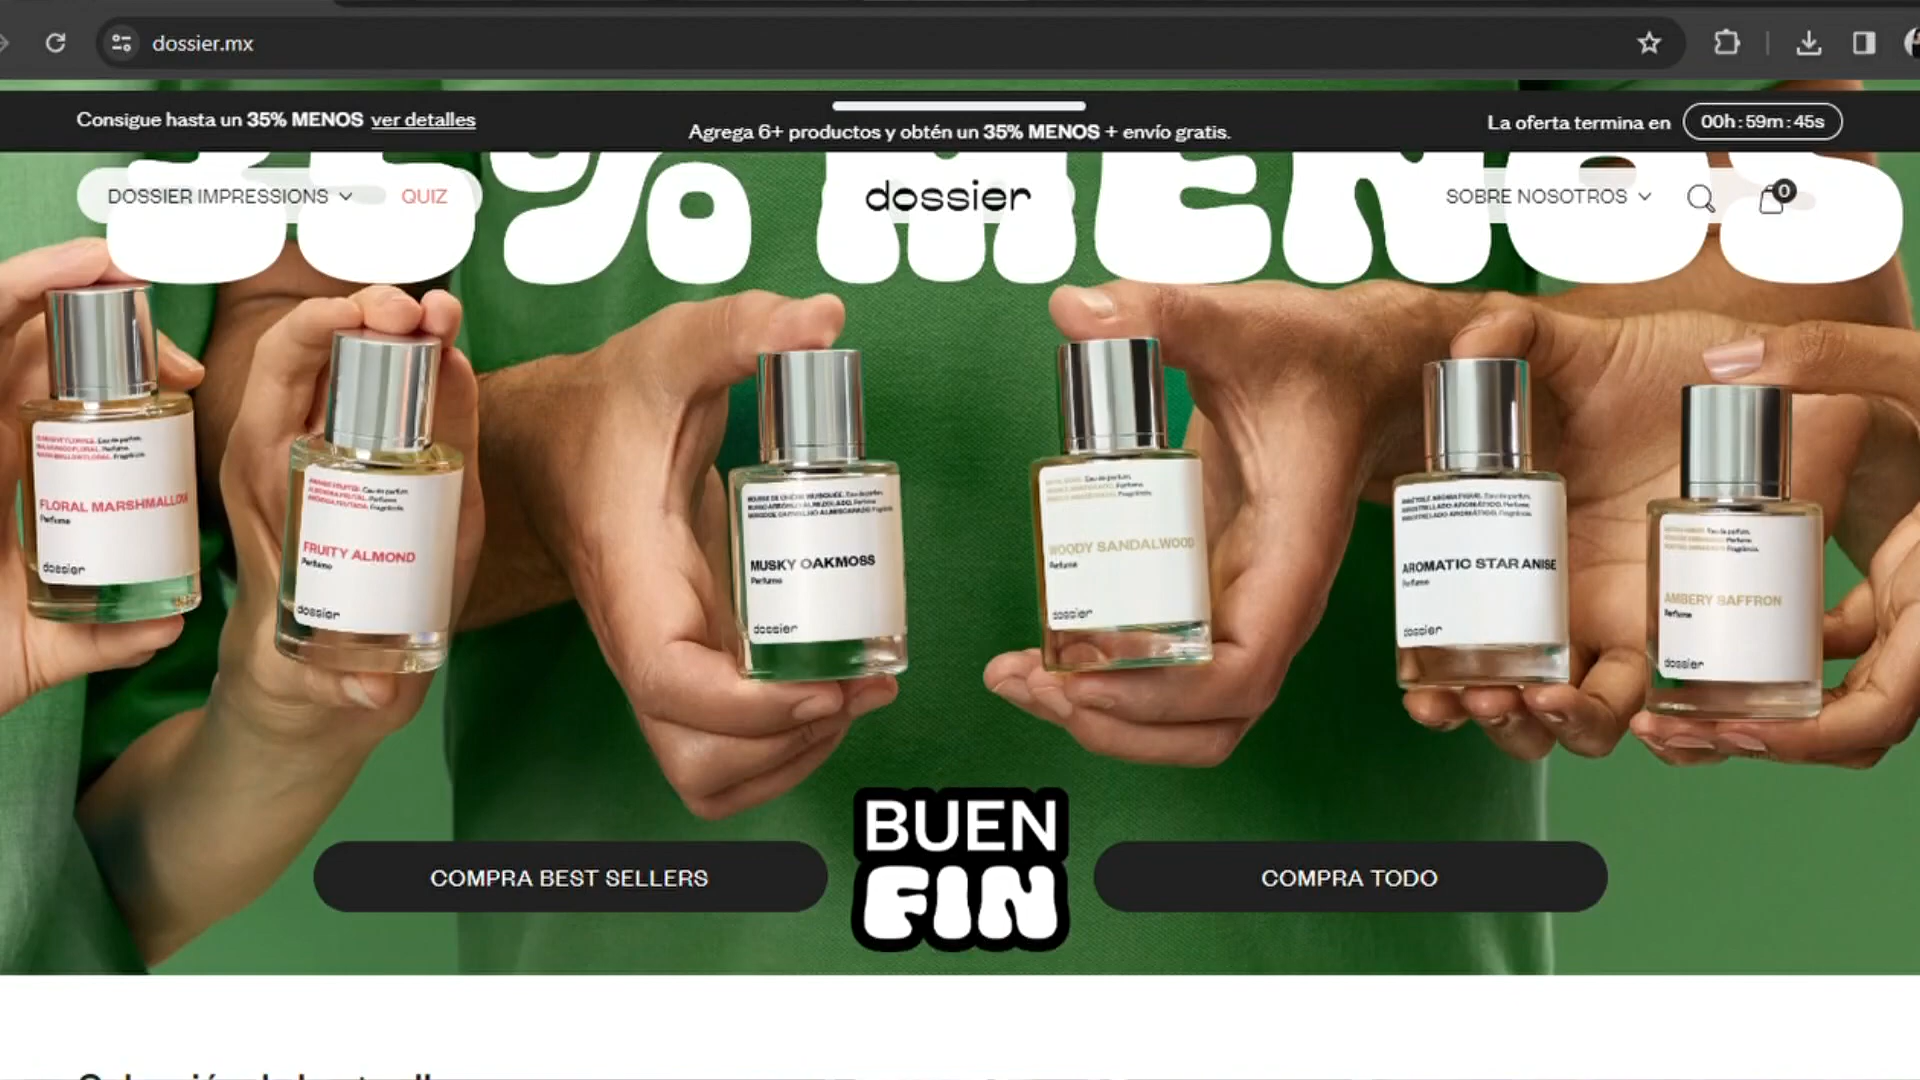 dossier.mx
Consigue hasta un 35% MENOS ver detalles
Agrega 6+ productos y obtén un 35% MENOS + envío gratis.
La oferta termina en 00h:59m:45s
% MENOS
DOSSIER IMPRESSIONS
QUIZ
dossier
SOBRE NOSOTROS
0
FLORAL MARSHMALLOW
Perfume
dossier
FRUITY ALMOND
Perfume
dossier
MUSKY OAKMOSS
Perfume
dossier
WOODY SANDALWOOD
Perfume
dossier
AROMATIC STAR ANISE
Perfume
dossier
AMBERY SAFFRON
Perfume
dossier
COMPRA BEST SELLERS
BUEN
FIN
COMPRA TODO